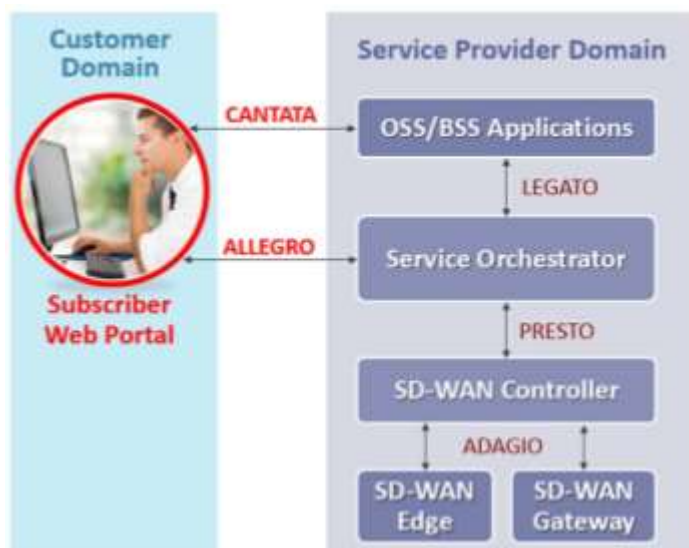 Customer
Domain
Service Provider Domain
CANTATA
OSS/BSS Applications
LEGATO
ALLEGRO
Service Orchestrator
Subscriber
Web Portal
PRESTO
SD-WAN Controller
ADAGIO
SD-WAN
Edge
SD-WAN
Gateway